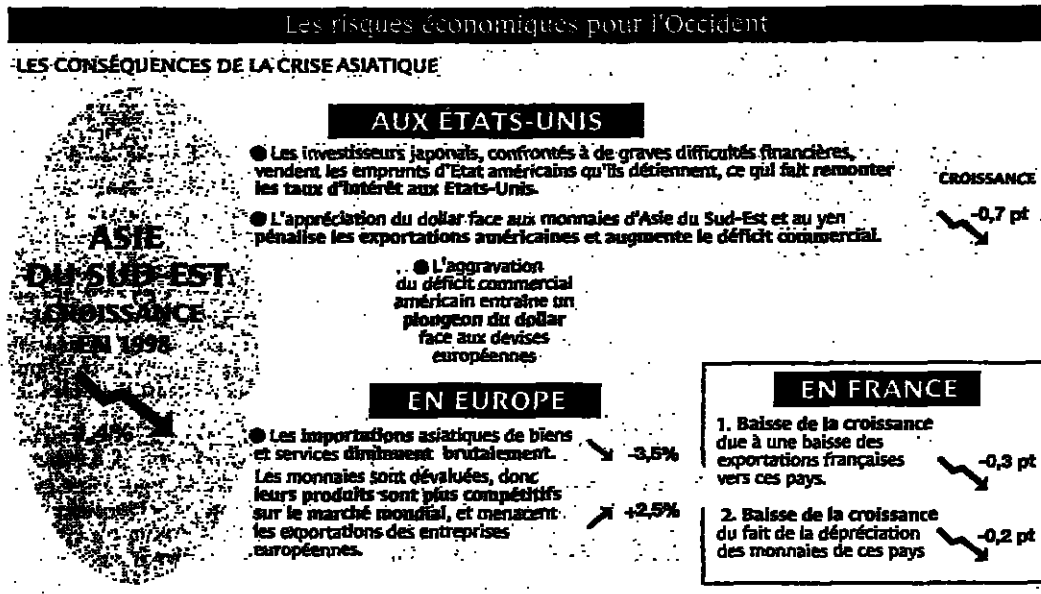 Les risques économiques pour l'Occident
LES CONSÉQUENCES DE LA CRISE ASIATIQUE
ASIE
DU SUD-EST
CROISSANCE
EN 1998
AUX ÉTATS-UNIS
● Les investisseurs japonais, confrontés à de graves difficultés financières,
vendent les emprunts d'Etat américains qu'ils détiennent, ce qui fait remonter
les taux d'intérêt aux Etats-Unis.
● L'appréciation du dollar face aux monnaies d'Asie du Sud-Est et au yen
pénalise les exportations américaines et augmente le déficit commercial.
CROISSANCE
-0,7 pt
● L'aggravation
du déficit commercial
américain entraîne un
plongeon du dollar
face aux devises
européennes
EN EUROPE
● Les importations asiatiques de biens
et services diminuent brutalement.
-3,5%
Les monnaies sont dévaluées, donc
leurs produits sont plus compétitifs
sur le marché mondial, et menacent
les exportations des entreprises
européennes.
+2,5%
EN FRANCE
1. Baisse de la croissance
due à une baisse des
exportations françaises
vers ces pays.
-0,3 pt
2. Baisse de la croissance
du fait de la dépréciation
des monnaies de ces pays
-0,2 pt